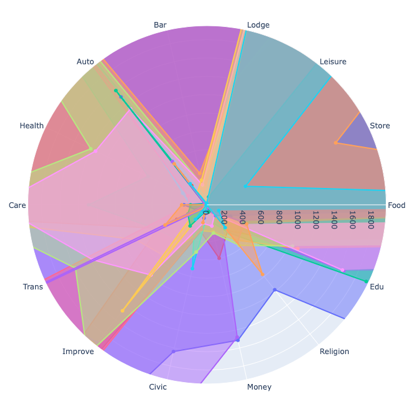 Bar
Lodge
Auto
Leisure
Health
Store
Care
Food
0
200
400
600
800
1000
1200
1400
1600
1800
Trans
Edu
Improve
Religion
Civic
Money